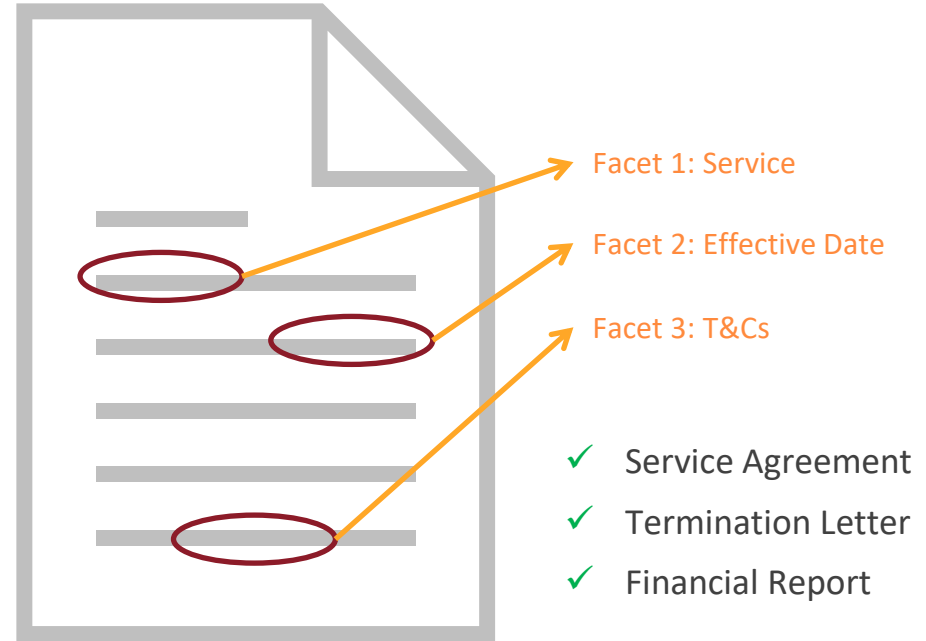 Facet 1: Service
Facet 2: Effective Date
Facet 3: T&Cs
Service Agreement
Termination Letter
Financial Report